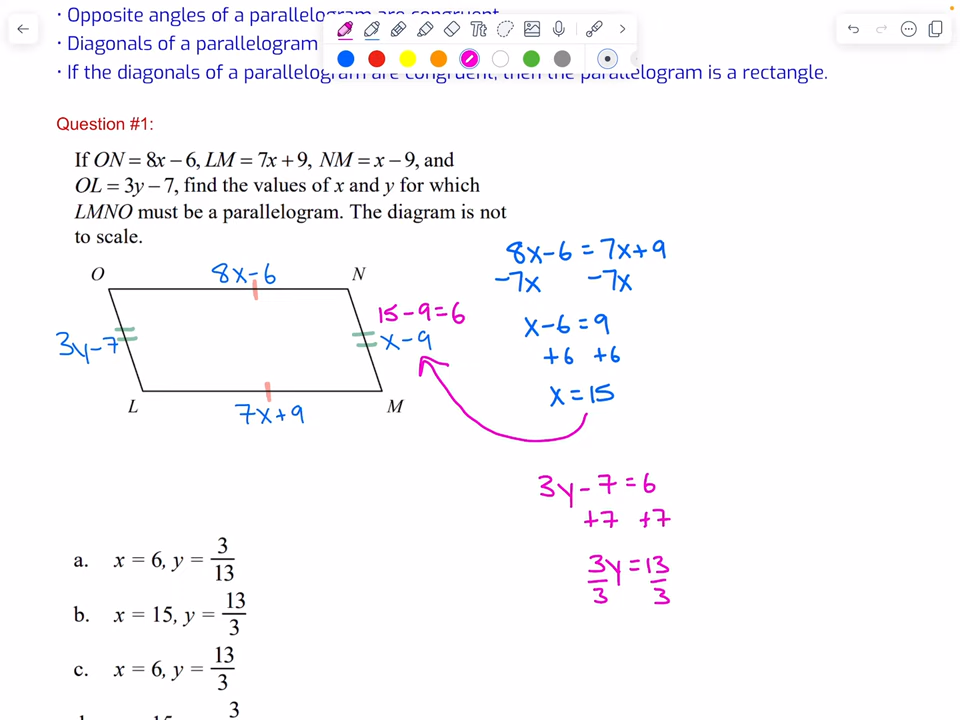 • Opposite angles of a parallelogram are congruent
• Diagonals of a parallelogram
• If the diagonals of a parallelogram are congruent, then the parallelogram is a rectangle.
Tt
Question #1:
If ON = 8x − 6, LM = 7x + 9, NM = x − 9, and
OL = 3y − 7, find the values of x and y for which
LMNO must be a parallelogram. The diagram is not
to scale.
8x-6 = 7x+9
-7x -7x
x-6 = 9
+6 +6
x = 15
O
8x-6
N
15-9=6
x-9
3y-7
L
7x+9
M
3y-7=6
+7 +7
3y=13
3 3
a. x = 6, y = 3/13
b. x = 15, y = 13/3
c. x = 6, y = 13/3
3